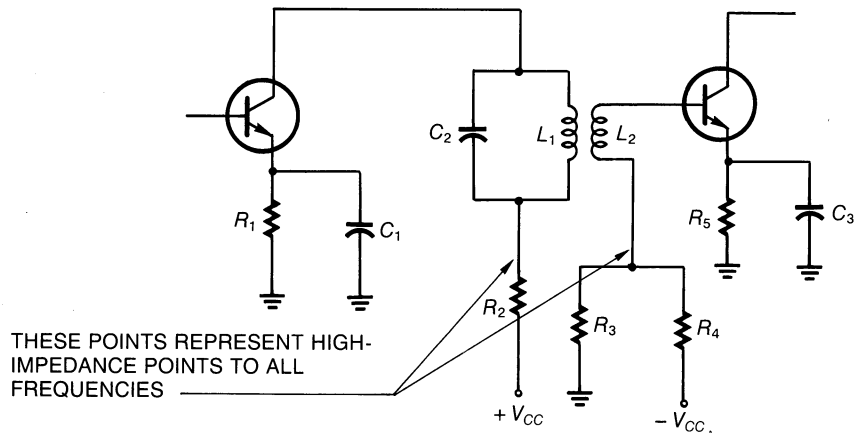 C2
L1
L2
R1
C1
R5
C3
R2
R3
R4
THESE POINTS REPRESENT HIGH-
IMPEDANCE POINTS TO ALL
FREQUENCIES
+ VCC
- VCC.